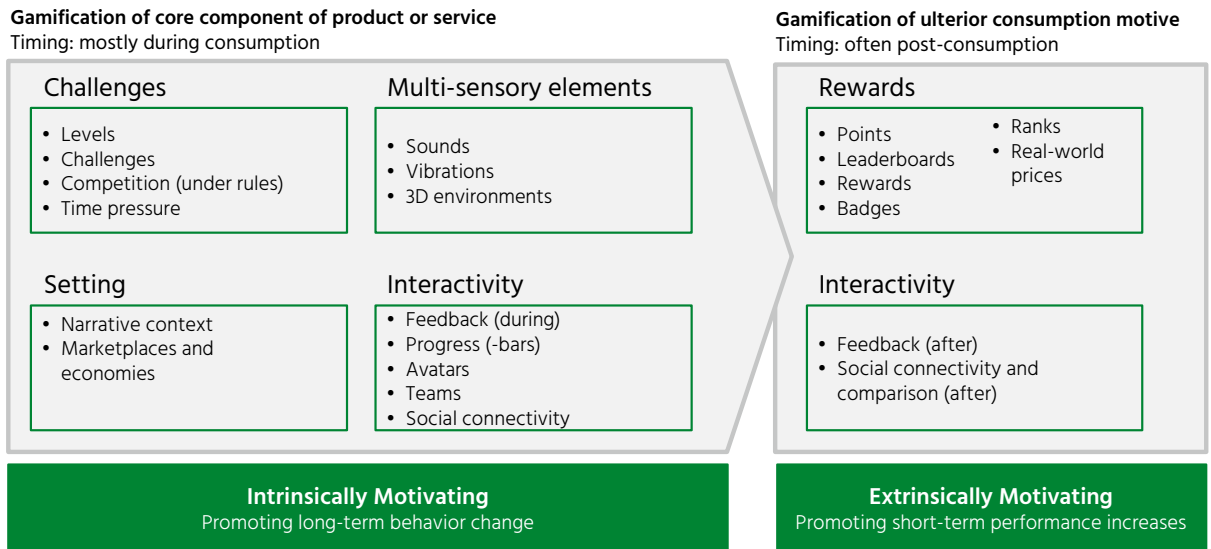 Gamification of core component of product or service
Timing: mostly during consumption
Challenges
• Levels
• Challenges
• Competition (under rules)
• Time pressure
Multi-sensory elements
• Sounds
• Vibrations
• 3D environments
Setting
• Narrative context
• Marketplaces and
economies
Interactivity
• Feedback (during)
• Progress (-bars)
• Avatars
• Teams
• Social connectivity
Intrinsically Motivating
Promoting long-term behavior change
Gamification of ulterior consumption motive
Timing: often post-consumption
Rewards
• Points
• Leaderboards
• Rewards
• Badges
• Ranks
• Real-world
prices
Interactivity
• Feedback (after)
• Social connectivity and
comparison (after)
Extrinsically Motivating
Promoting short-term performance increases